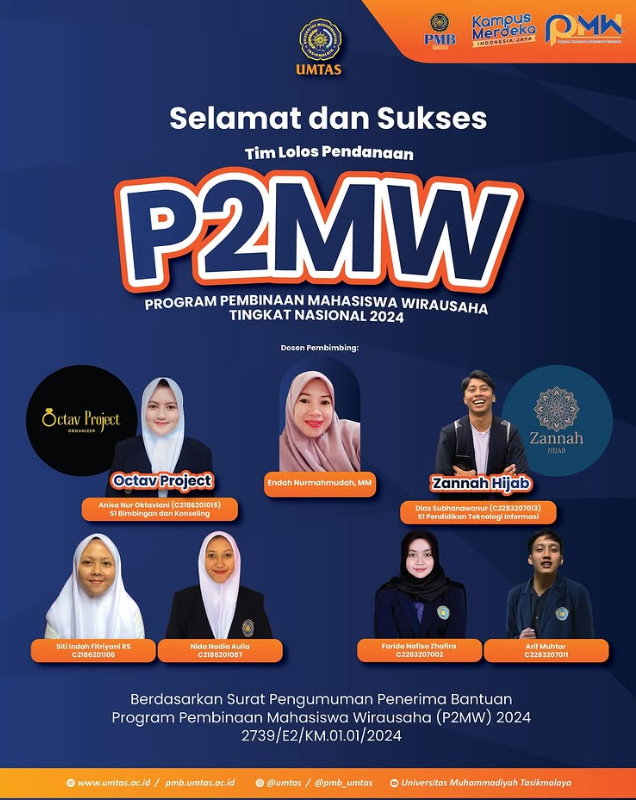 UMTAS
PMB
UMTAS
Kampus
Merdeka
INDONESIA JAYA
PMW
Selamat dan Sukses
Tim Lolos Pendanaan
P2MW
PROGRAM PEMBINAAN MAHASISWA WIRAUSAHA
TINGKAT NASIONAL 2024
Dosen Pembimbing:
Octav Project
ORGANIZER
Zannah
HIJAB
Octav Project
Anisa Nur Oktaviani (C2186201015)
S1 Bimbingan dan Konseling
Endah Nurmahmudah, MM
Zannah Hijab
Dias Subhanawanur (C2283207013)
S1 Pendidikan Teknologi Informasi
Siti Indah Fitriyani RS
C2186201106
Nida Nadia Aulia
C2186201087
Farida Nafisa Zhafira
C2283207002
Arif Muhtar
C2283207011
Berdasarkan Surat Pengumuman Penerima Bantuan
Program Pembinaan Mahasiswa Wirausaha (P2MW) 2024
2739/E2/KM.01.01/2024
www.umtas.ac.id / pmb.umtas.ac.id @umtas / @pmb_umtas Universitas Muhammadiyah Tasikmalaya